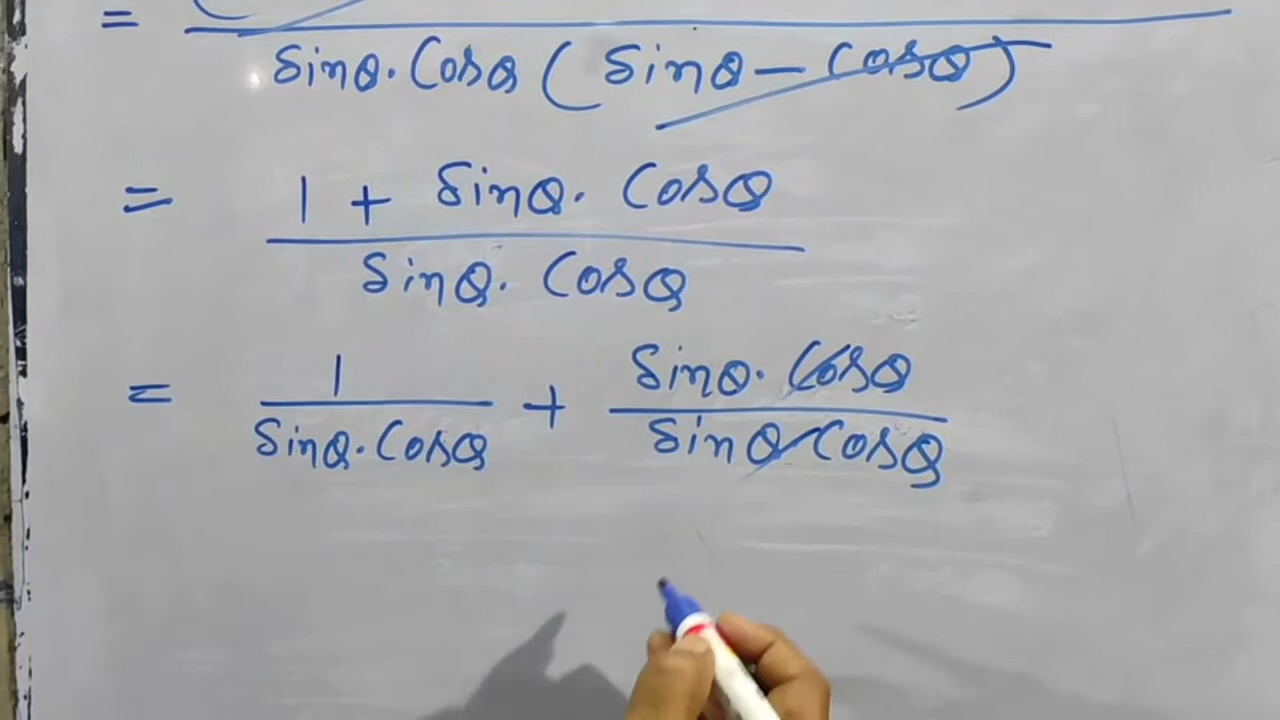 =
sinθ. cosθ ( sinθ - cosθ )
= 1 + sinθ. cosθ
sinθ. cosθ
= 1 + sinθ. cosθ
sinθ. cosθ sinθ cosθ